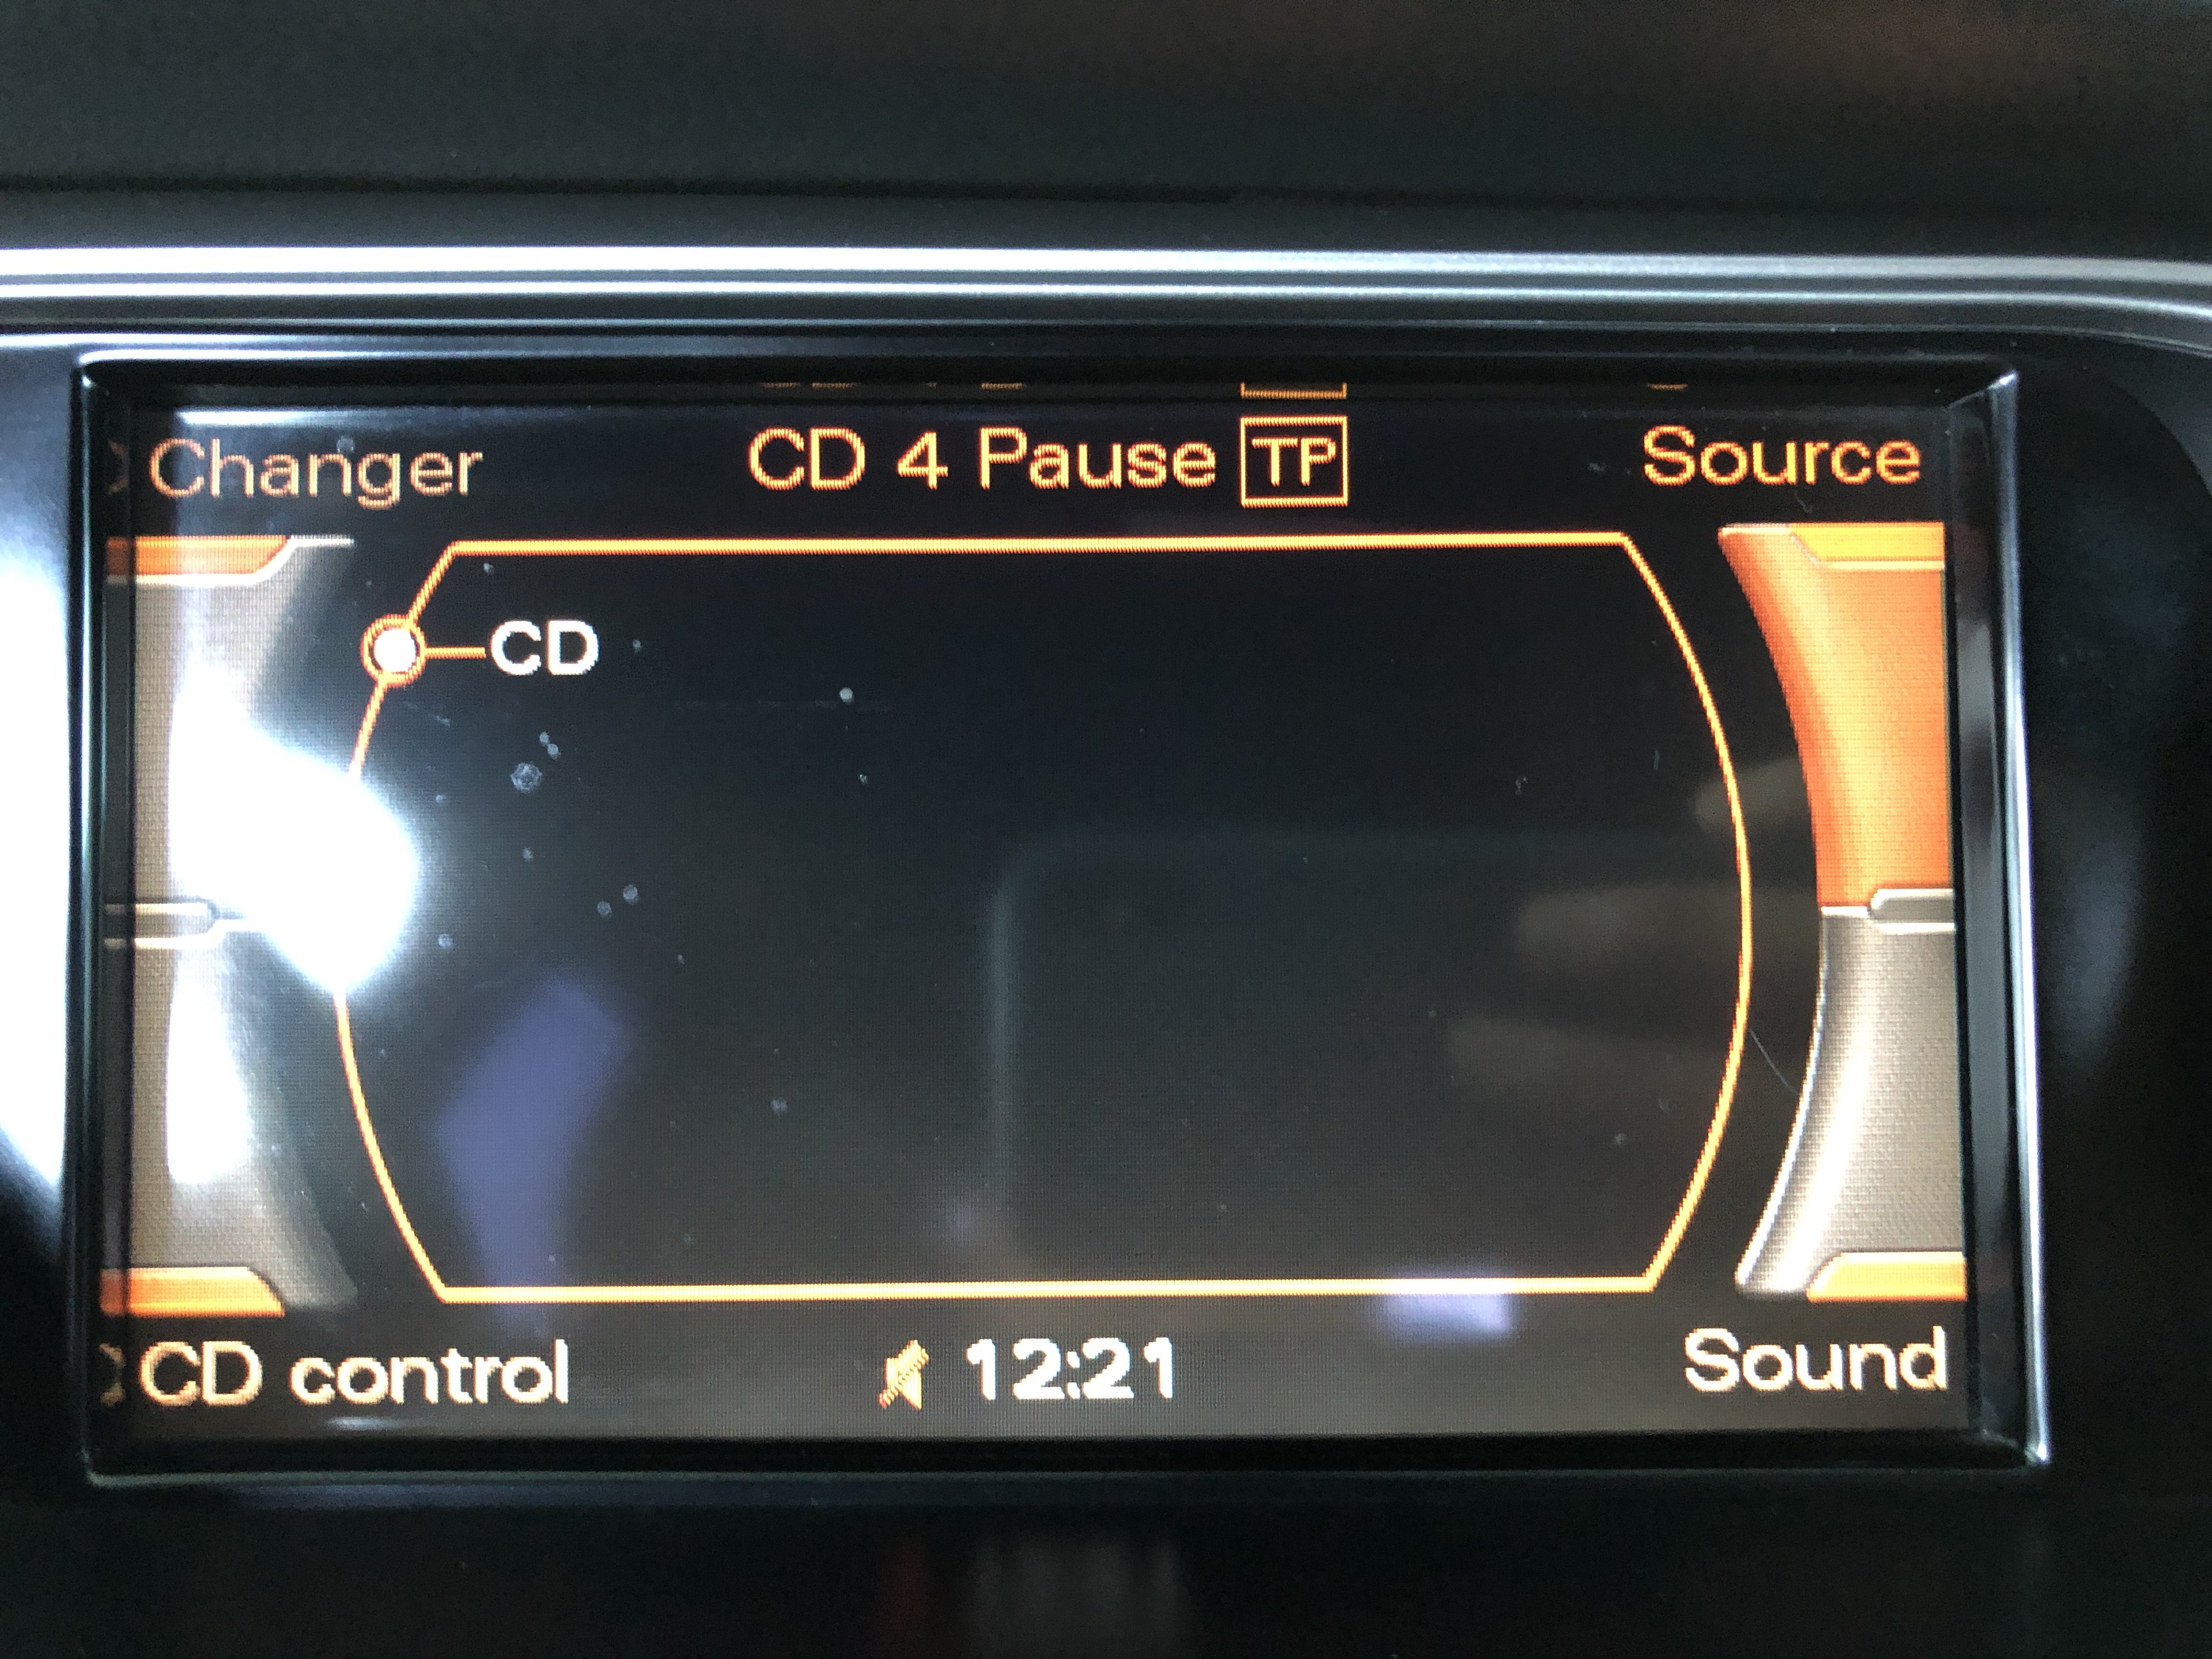 Changer
CD 4 Pause TP
Source
CD
CD control
12:21
Sound